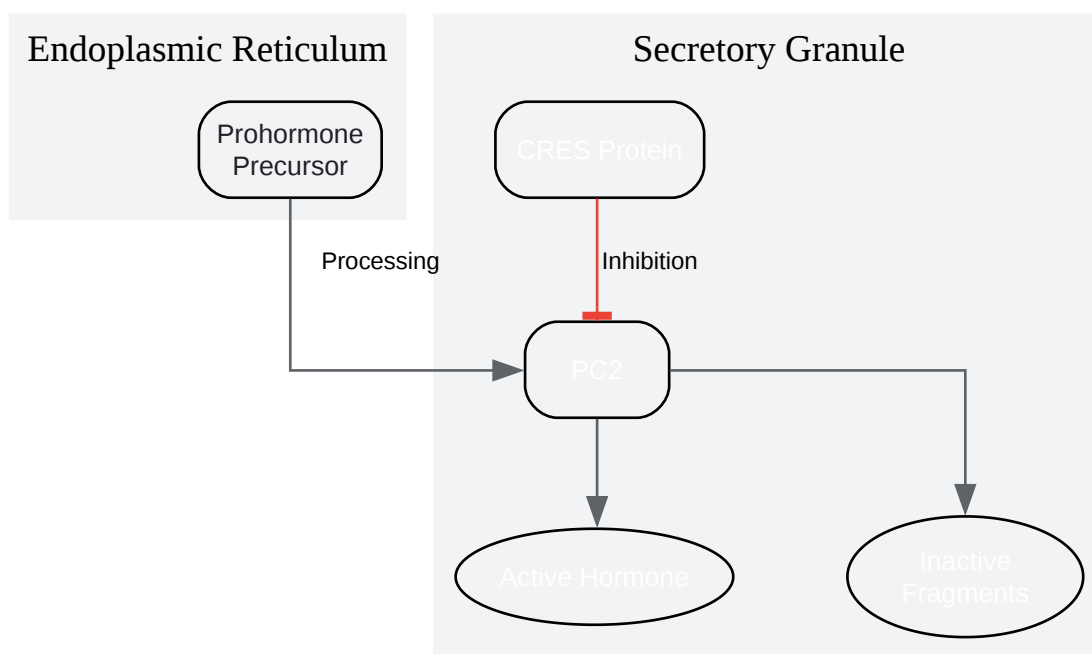 Endoplasmic Reticulum
Secretory Granule
Prohormone
Precursor
CRES Protein
Processing
Inhibition
PC2
Active Hormone
Inactive
Fragments